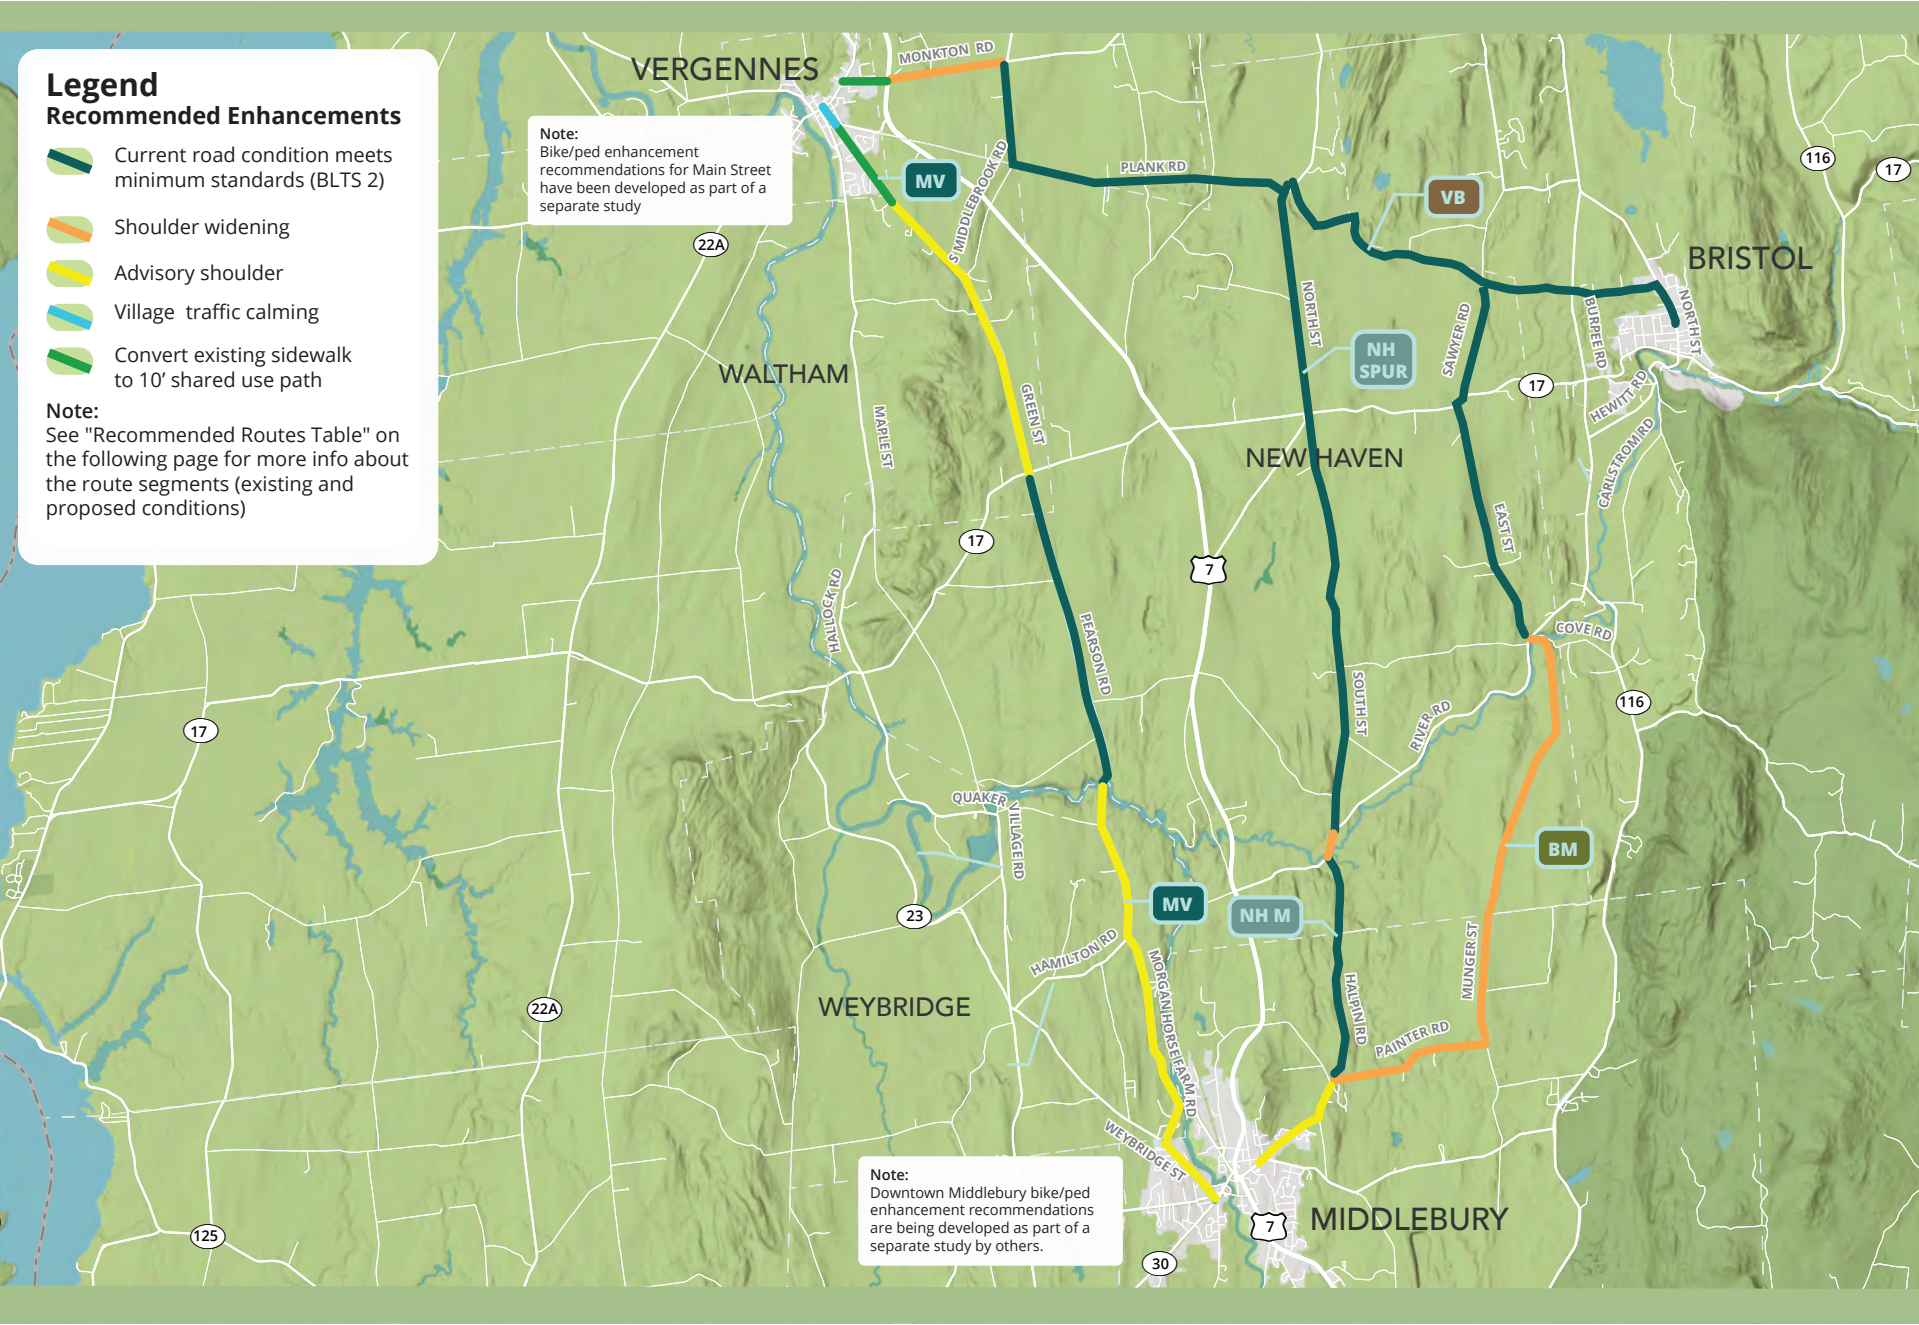 Legend
Recommended Enhancements
Current road condition meets
minimum standards (BLTS 2)
Shoulder widening
Advisory shoulder
Village traffic calming
Convert existing sidewalk
to 10' shared use path
Note:
See "Recommended Routes Table" on
the following page for more info about
the route segments (existing and
proposed conditions)
VERGENNES
MONKTON RD
Note:
Bike/ped enhancement
recommendations for Main Street
have been developed as part of a
separate study
MV
S MIDDLEBROOK RD
PLANK RD
VB
116
17
22A
BRISTOL
NORTH ST
NORTH ST
BURPEE RD
SAWYER RD
NH
SPUR
WALTHAM
17
HEWITT RD
MAPLE ST
GREEN ST
NEW HAVEN
CARLSTROM RD
EAST ST
17
7
HALLOCK RD
PEARSON RD
COVE RD
SOUTH ST
RIVER RD
116
17
QUAKER VILLAGE RD
BM
MV
NH M
23
HAMILTON RD
MUNGER ST
MORGAN HORSE FARM RD
WEYBRIDGE
22A
HALPIN RD
PAINTER RD
WEYBRIDGE ST
Note:
Downtown Middlebury bike/ped
enhancement recommendations
are being developed as part of a
separate study by others.
7
MIDDLEBURY
125
30